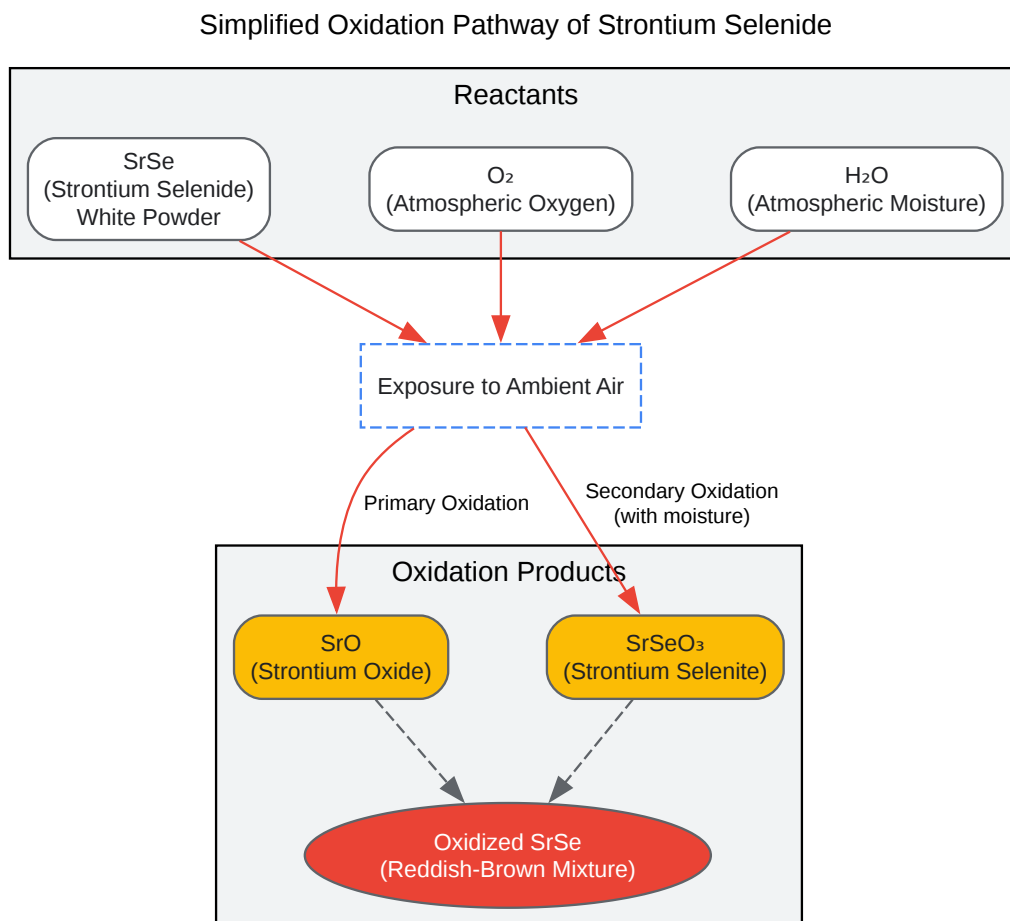 Simplified Oxidation Pathway of Strontium Selenide
Reactants
SrSe
(Strontium Selenide)
White Powder
O₂
(Atmospheric Oxygen)
H₂O
(Atmospheric Moisture)
Exposure to Ambient Air
Primary Oxidation
Secondary Oxidation
(with moisture)
Oxidation Products
SrO
(Strontium Oxide)
SrSeO₃
(Strontium Selenite)
Oxidized SrSe
(Reddish-Brown Mixture)